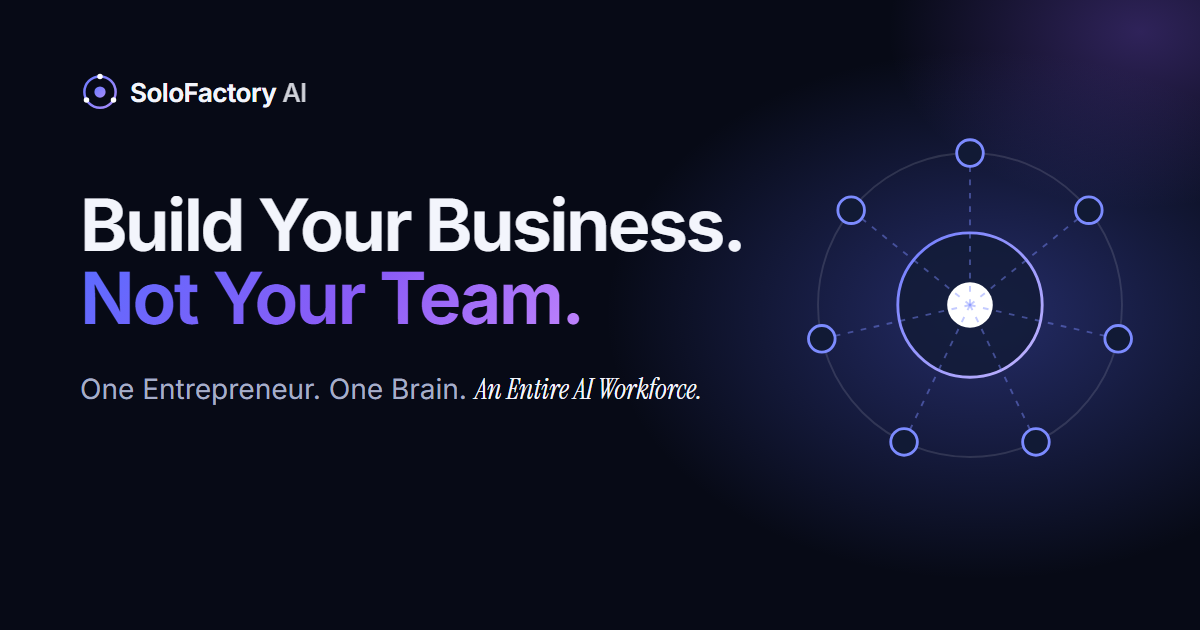 SoloFactory AI
Build Your Business.
Not Your Team.
One Entrepreneur. One Brain. An Entire AI Workforce.